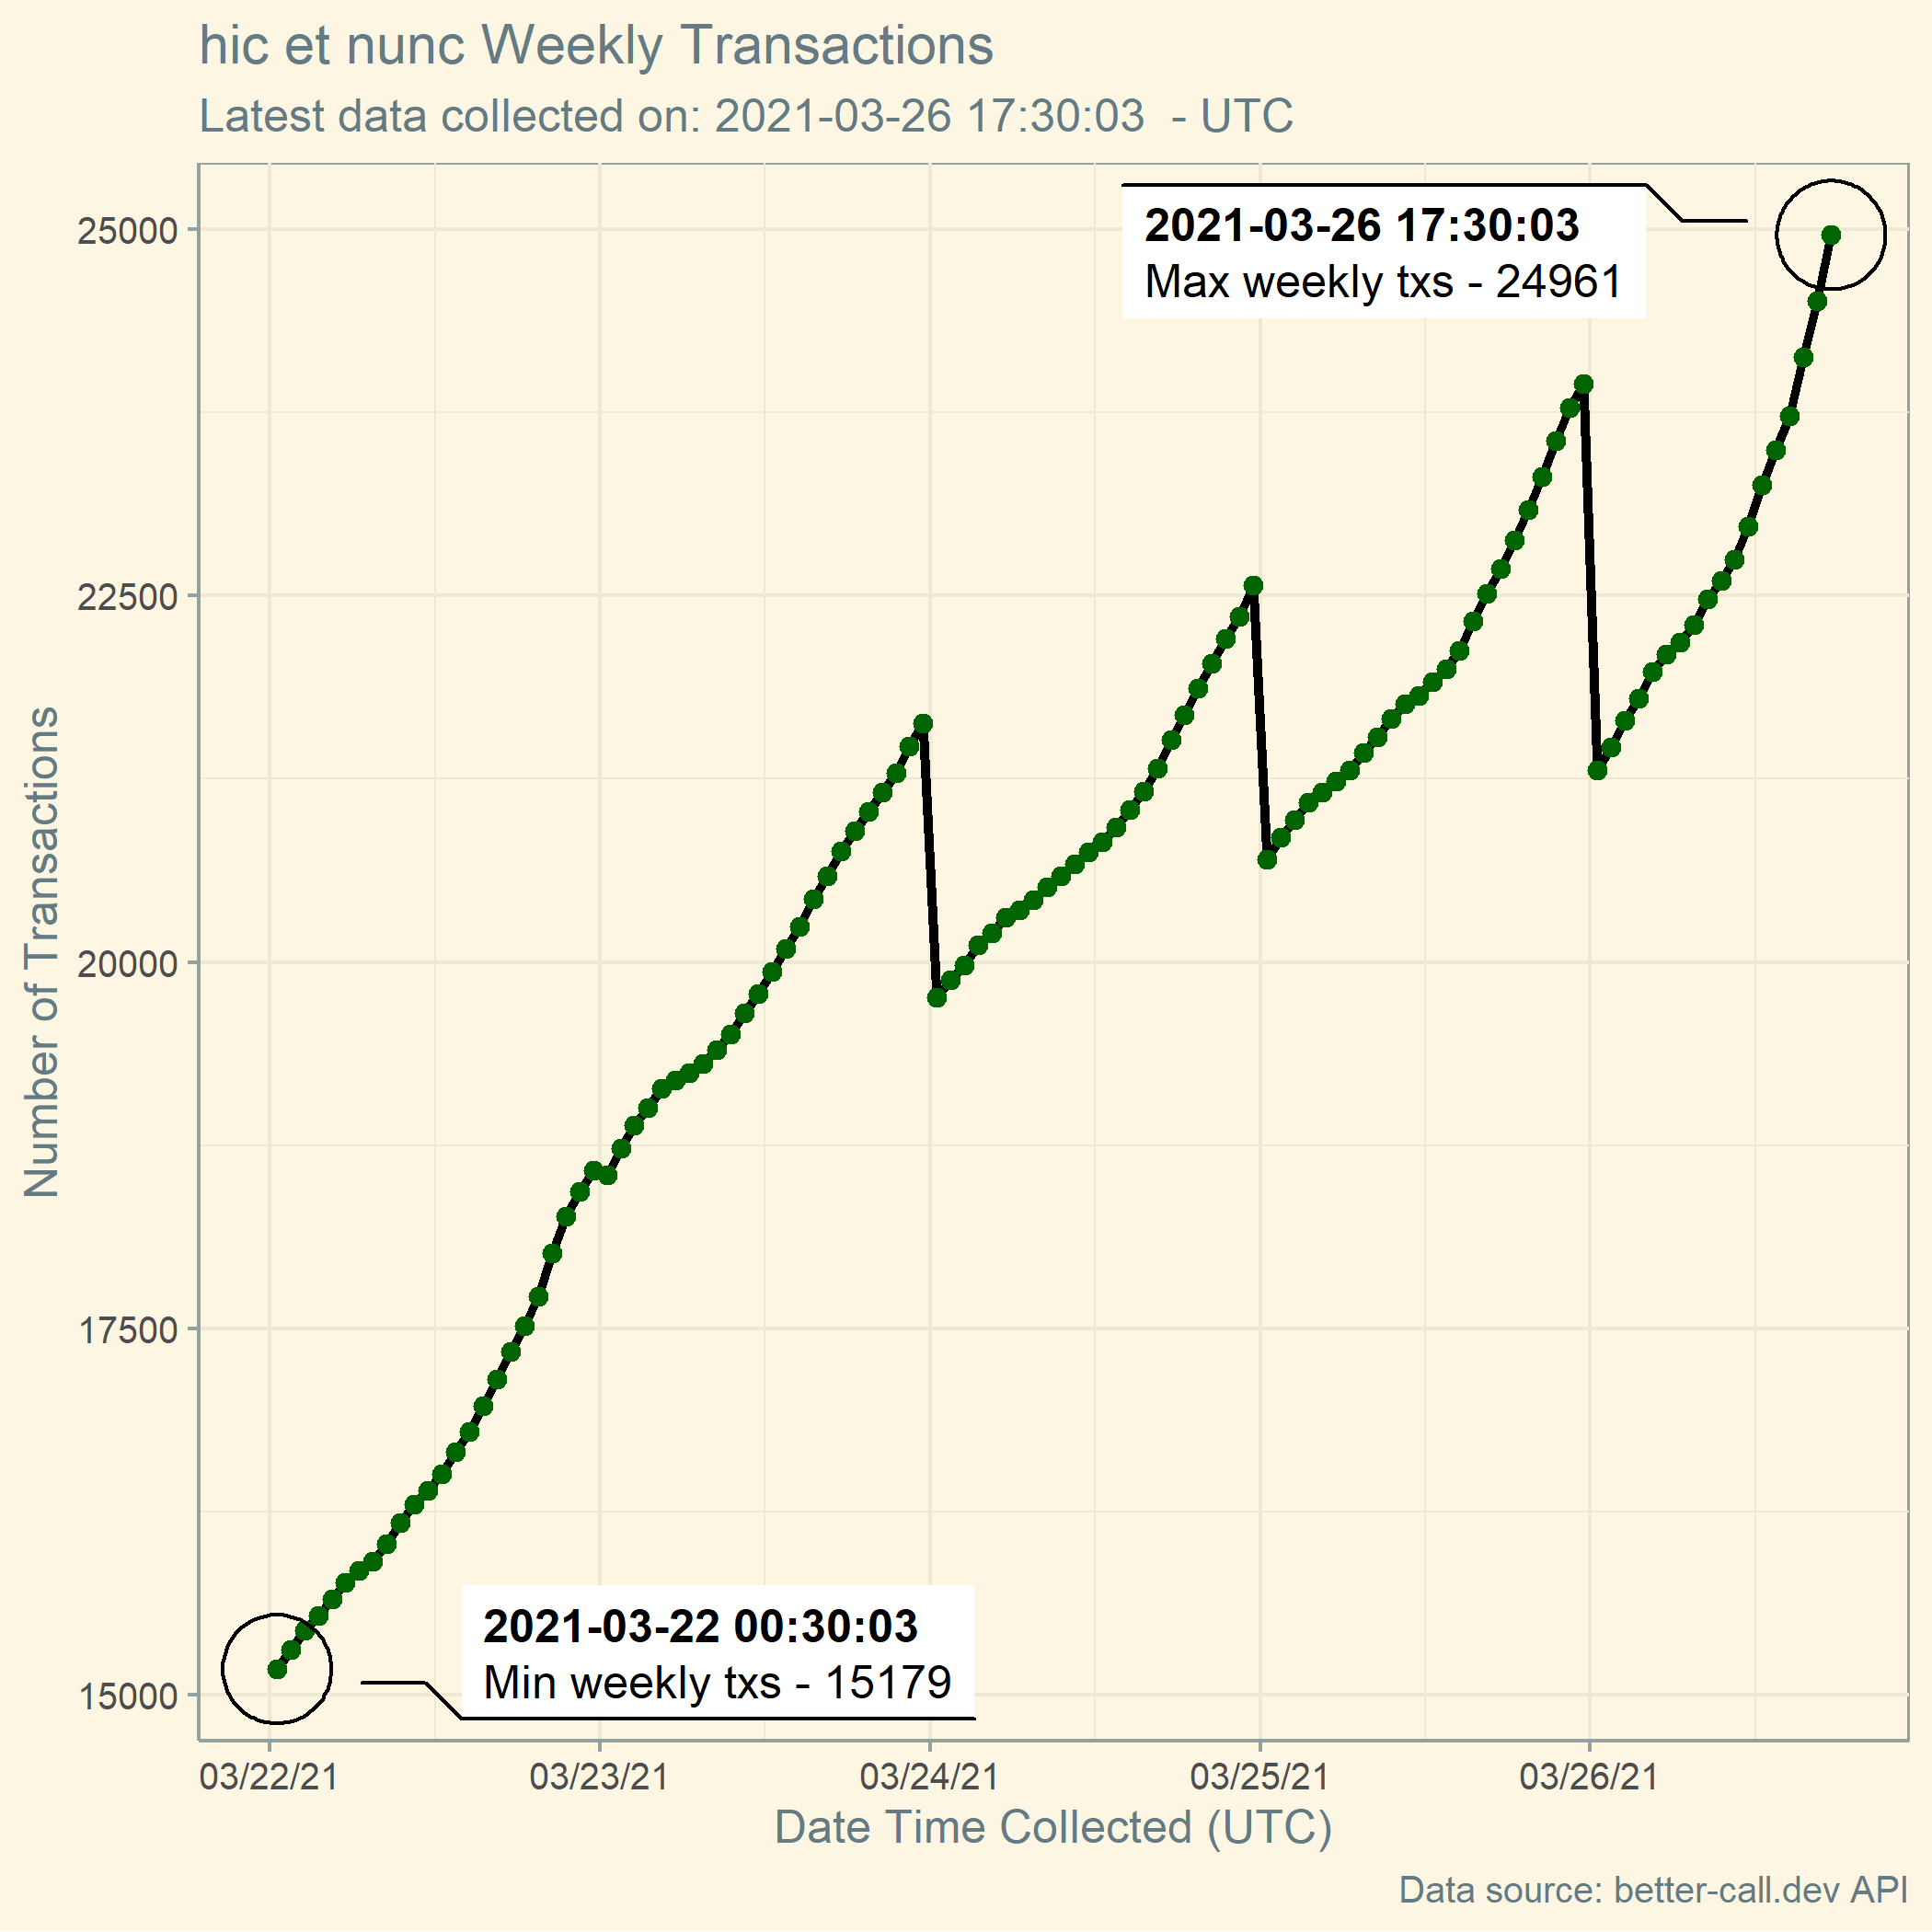 hic et nunc Weekly Transactions
Latest data collected on: 2021-03-26 17:30:03  - UTC
Number of Transactions
25000
22500
20000
17500
15000
2021-03-26 17:30:03
Max weekly txs - 24961
2021-03-22 00:30:03
Min weekly txs - 15179
03/22/21
03/23/21
03/24/21
03/25/21
03/26/21
Date Time Collected (UTC)
Data source: better-call.dev API